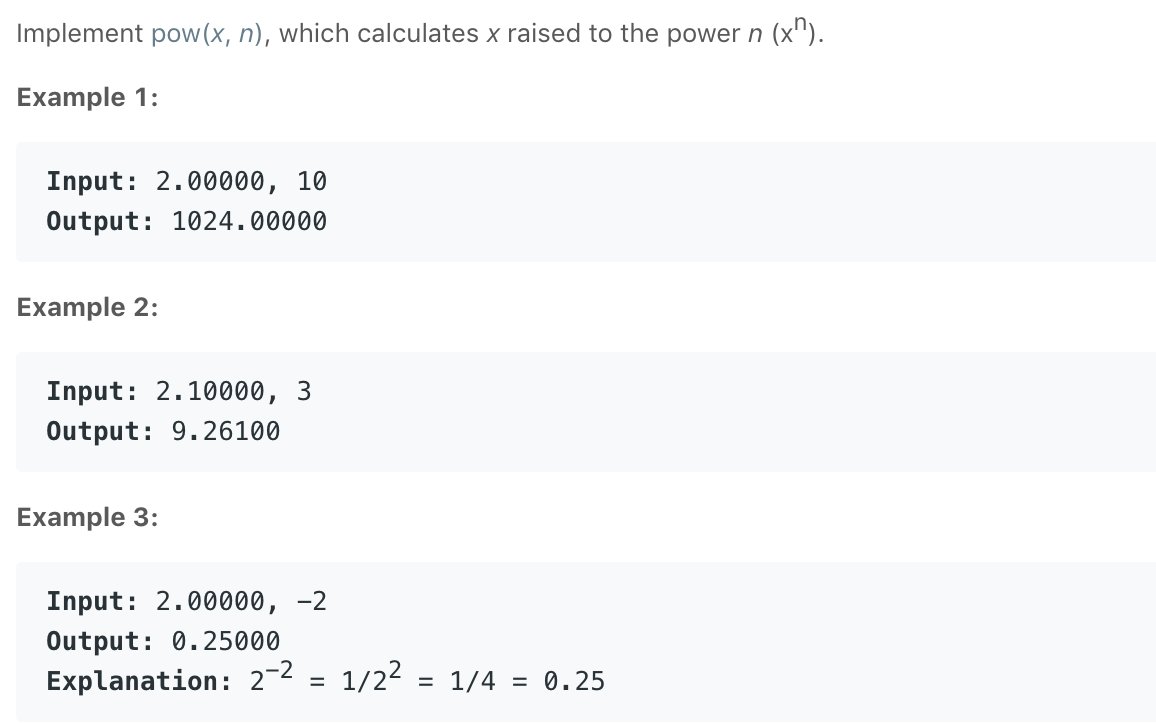 Implement pow(x, n), which calculates x raised to the power n (xⁿ).
Example 1:
Input: 2.00000, 10
Output: 1024.00000
Example 2:
Input: 2.10000, 3
Output: 9.26100
Example 3:
Input: 2.00000, -2
Output: 0.25000
Explanation: 2⁻² = 1/2² = 1/4 = 0.25